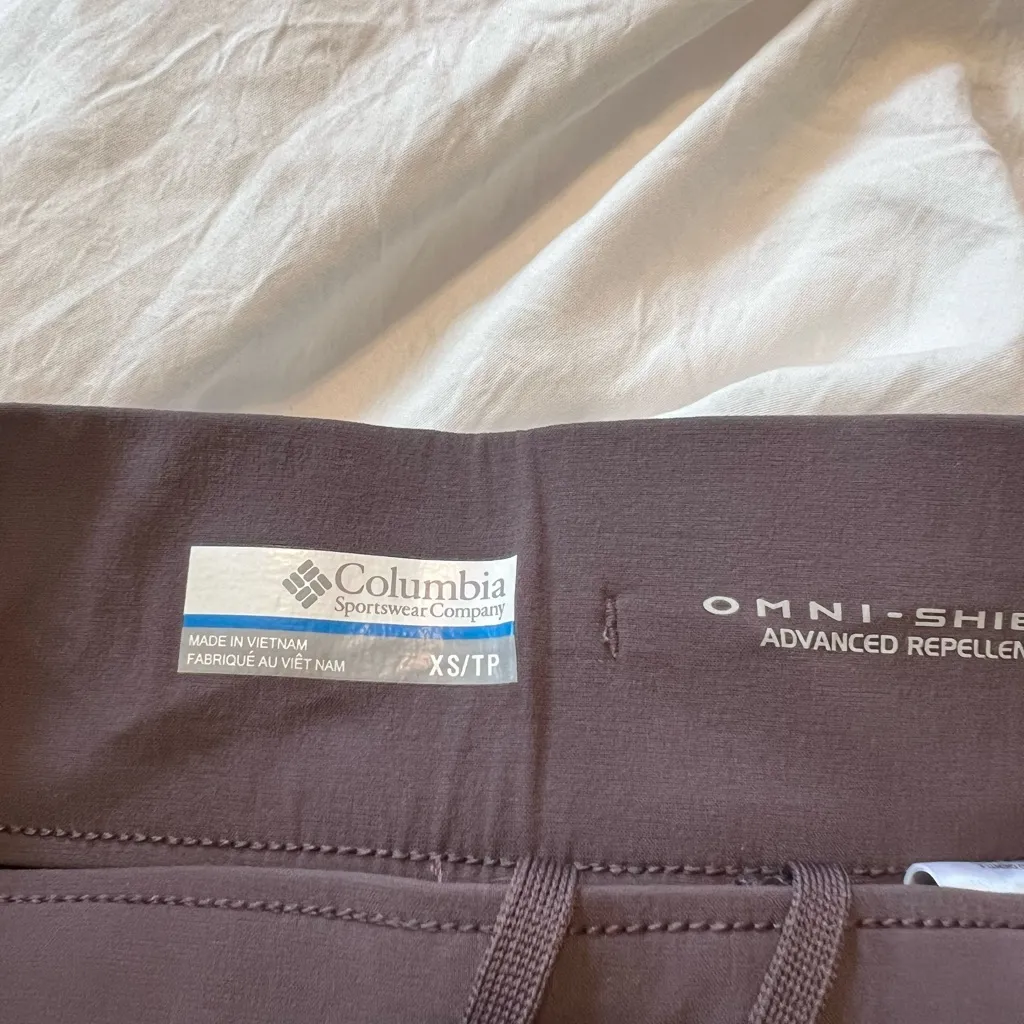 Columbia
Sportswear Company
MADE IN VIETNAM
FABRIQUÉ AU VIÊT NAM
XS/TP
OMNI-SHIE
ADVANCED REPELLEN